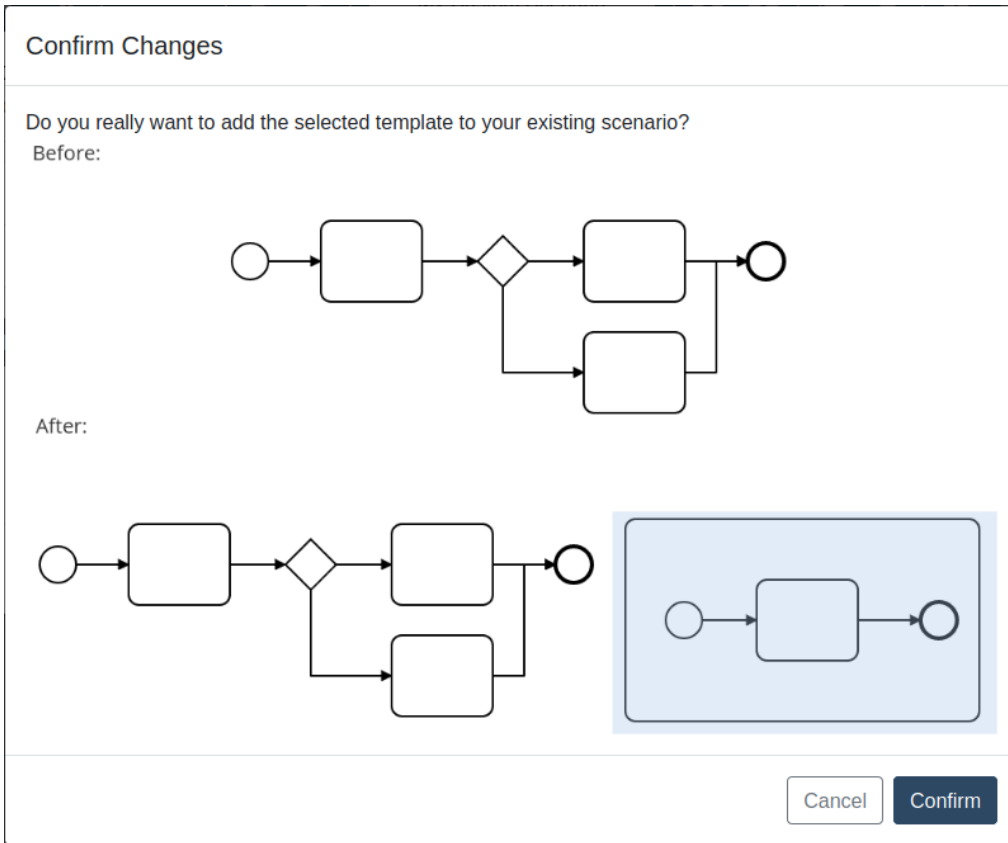 Confirm Changes
Do you really want to add the selected template to your existing scenario?
Before:
After:
Cancel
Confirm